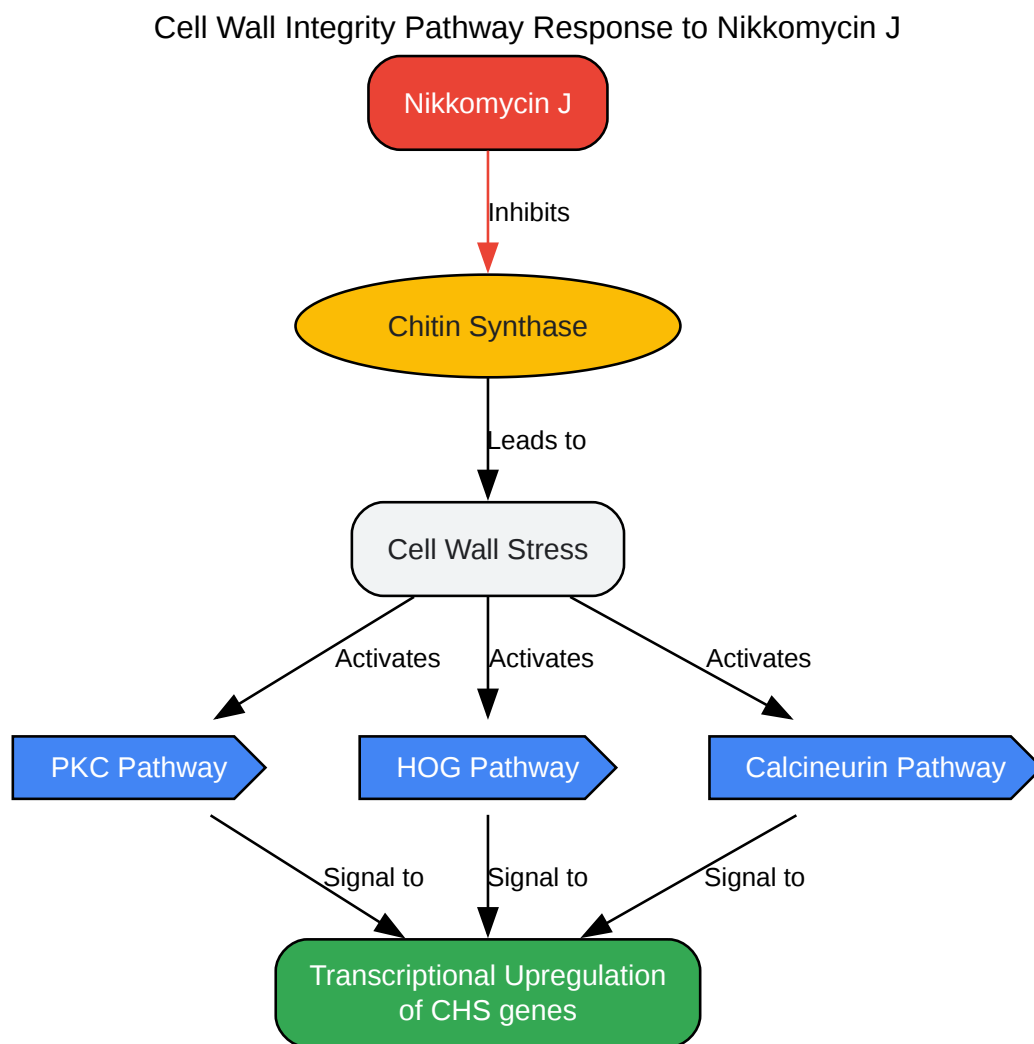 Cell Wall Integrity Pathway Response to Nikkomycin J
Nikkomycin J
Inhibits
Chitin Synthase
Leads to
Cell Wall Stress
Activates
Activates
Activates
PKC Pathway
HOG Pathway
Calcineurin Pathway
Signal to
Signal to
Signal to
Transcriptional Upregulation
of CHS genes